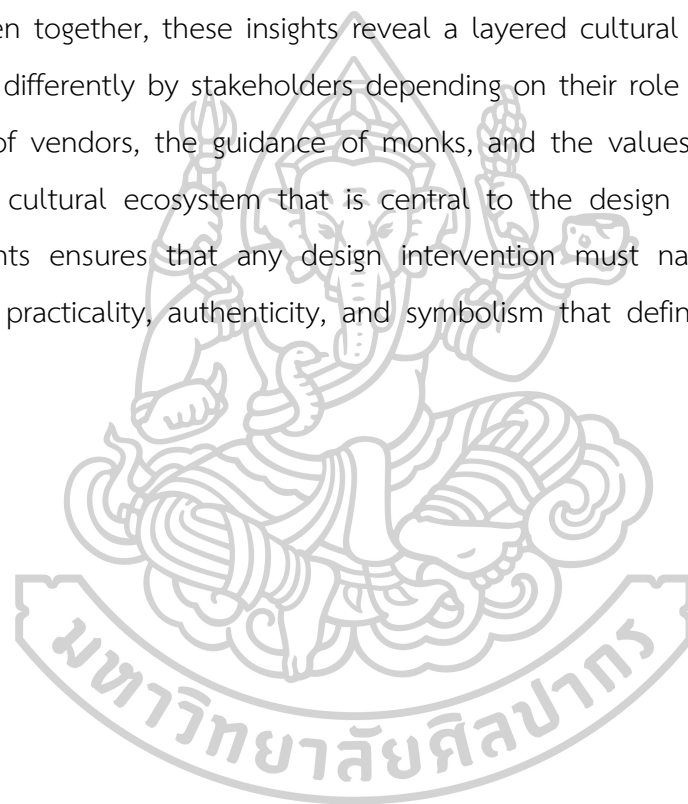 en together, these insights reveal a layered cultural
differently by stakeholders depending on their role
of vendors, the guidance of monks, and the values
cultural ecosystem that is central to the design
nts ensures that any design intervention must na
practicality, authenticity, and symbolism that defin
มหาวิทยาลัยศิลปากร